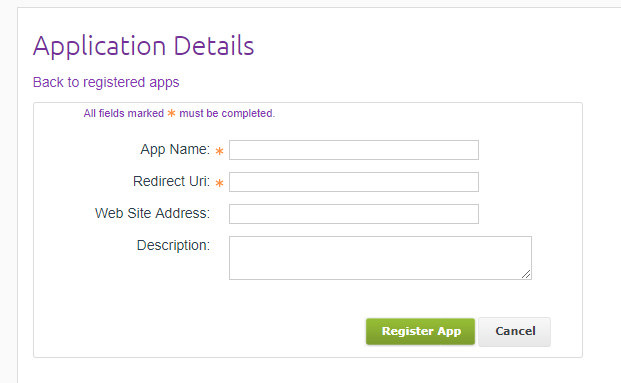 Application Details
Back to registered apps
All fields marked * must be completed.
App Name: *
Redirect Uri: *
Web Site Address:
Description:
Register App Cancel